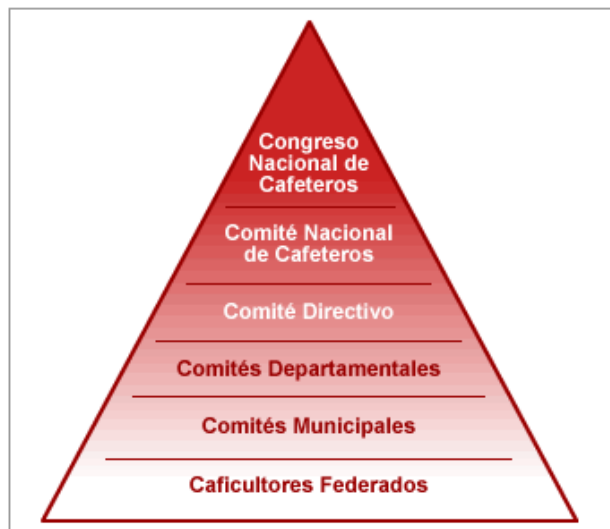 Congreso
Nacional de
Cafeteros
Comité Nacional
de Cafeteros
Comité Directivo
Comités Departamentales
Comités Municipales
Caficultores Federados